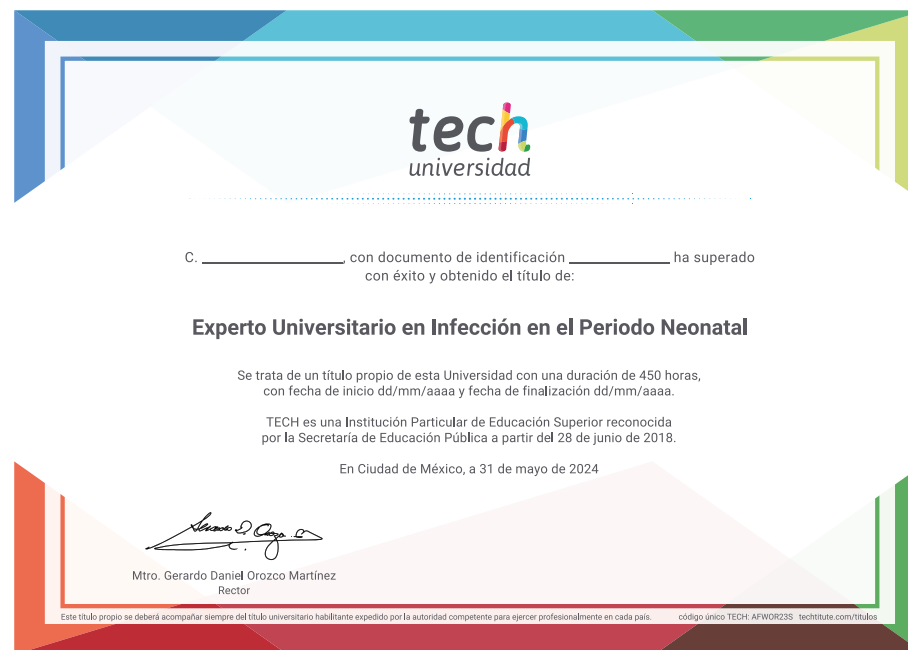 tech
universidad
C. ____________, con documento de identificación ____________ ha superado
con éxito y obtenido el título de:
Experto Universitario en Infección en el Periodo Neonatal
Se trata de un título propio de esta Universidad con una duración de 450 horas,
con fecha de inicio dd/mm/aaaa y fecha de finalización dd/mm/aaaa.
TECH es una Institución Particular de Educación Superior reconocida
por la Secretaría de Educación Pública a partir del 28 de junio de 2018.
En Ciudad de México, a 31 de mayo de 2024
Mtro. Gerardo Daniel Orozco Martínez
Rector
Este título propio se deberá acompañar siempre del título universitario habilitante expedido por la autoridad competente para ejercer profesionalmente en cada país. código único TECH: AFWOR23S techtitute.com/titulos